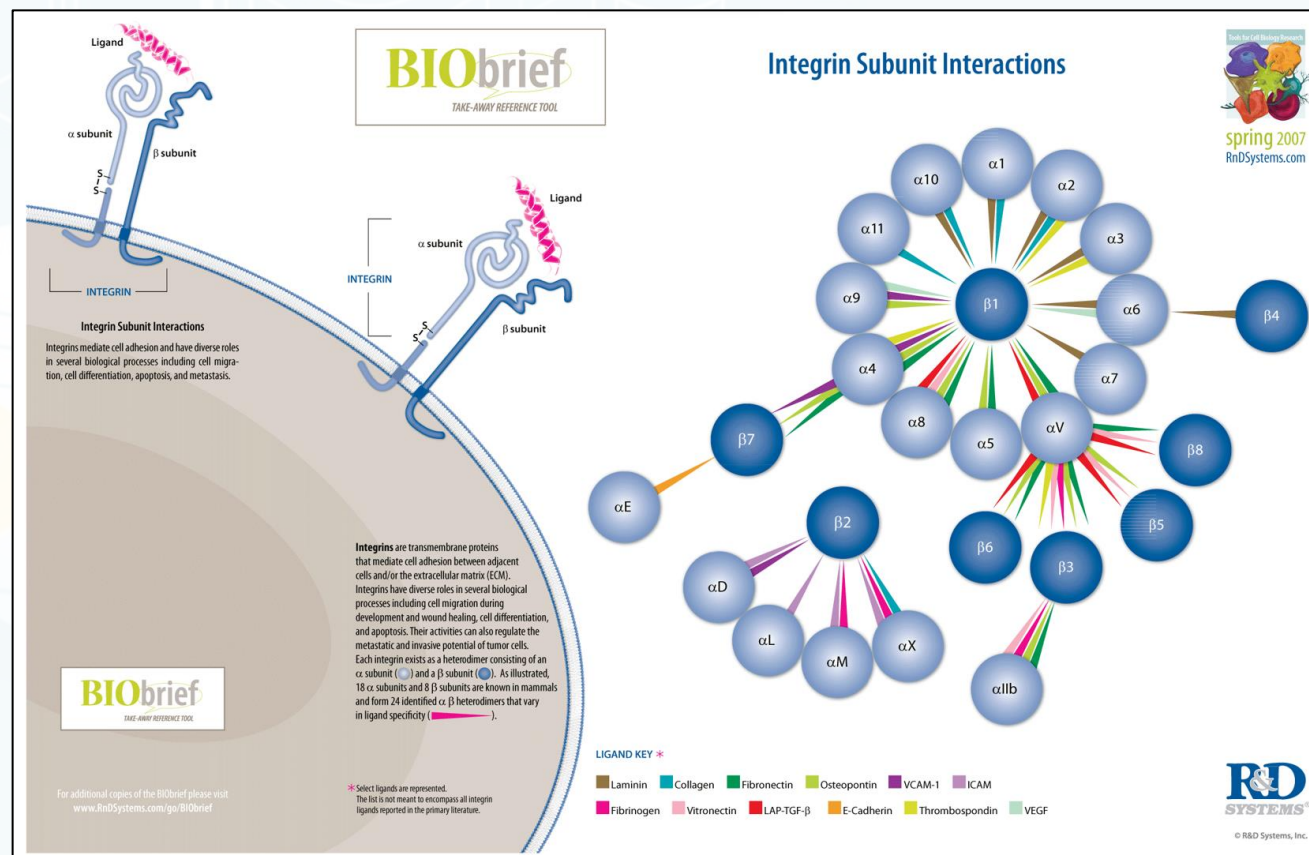 Ligand
α subunit
β subunit
S
S
INTEGRIN
Integrin Subunit Interactions
Integrins mediate cell adhesion and have diverse roles
in several biological processes including cell migra-
tion, cell differentiation, apoptosis, and metastasis.
BIObrief
TAKE-AWAY REFERENCE TOOL
Ligand
α subunit
INTEGRIN
β subunit
S
S
Integrins are transmembrane proteins
that mediate cell adhesion between adjacent
cells and/or the extracellular matrix (ECM).
Integrins have diverse roles in several biological
processes including cell migration during
development and wound healing, cell differentiation,
and apoptosis. Their activities can also regulate the
metastatic and invasive potential of tumor cells.
Each integrin exists as a heterodimer consisting of an
α subunit ( ) and a β subunit ( ). As illustrated,
18 α subunits and 8 β subunits are known in mammals
and form 24 identified α β heterodimers that vary
in ligand specificity ( ).
BIObrief
TAKE-AWAY REFERENCE TOOL
For additional copies of the BIObrief please visit
www.RnDSystems.com/go/BIObrief
* Select ligands are represented.
The list is not meant to encompass all integrin
ligands reported in the primary literature.
Integrin Subunit Interactions
Tools for Cell Biology Research
spring 2007
RnDSystems.com
α1
α10
α2
α11
α3
α9
β1
α6
β4
α4
α7
α8
α5
αV
β7
β8
αE
β2
β6
β5
β3
αD
αL
αM
αX
αIIb
LIGAND KEY *
Laminin Collagen Fibronectin Osteopontin VCAM-1 ICAM
Fibrinogen Vitronectin LAP-TGF-β E-Cadherin Thrombospondin VEGF
R&D
SYSTEMS®
© R&D Systems, Inc.